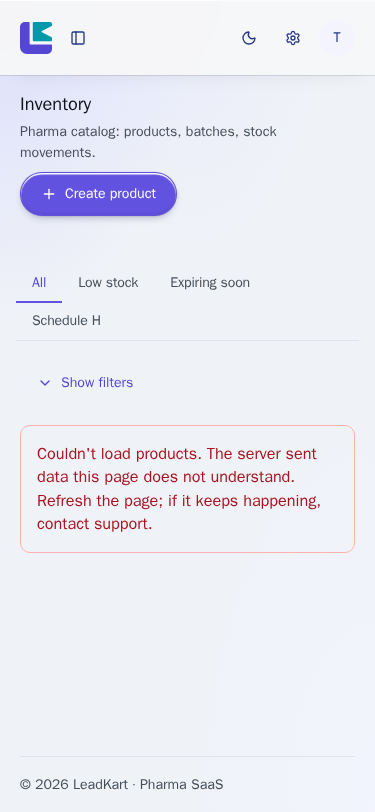 T
Inventory
Pharma catalog: products, batches, stock
movements.
Create product
All
Low stock
Expiring soon
Schedule H
Show filters
Couldn't load products. The server sent
data this page does not understand.
Refresh the page; if it keeps happening,
contact support.
© 2026 LeadKart · Pharma SaaS